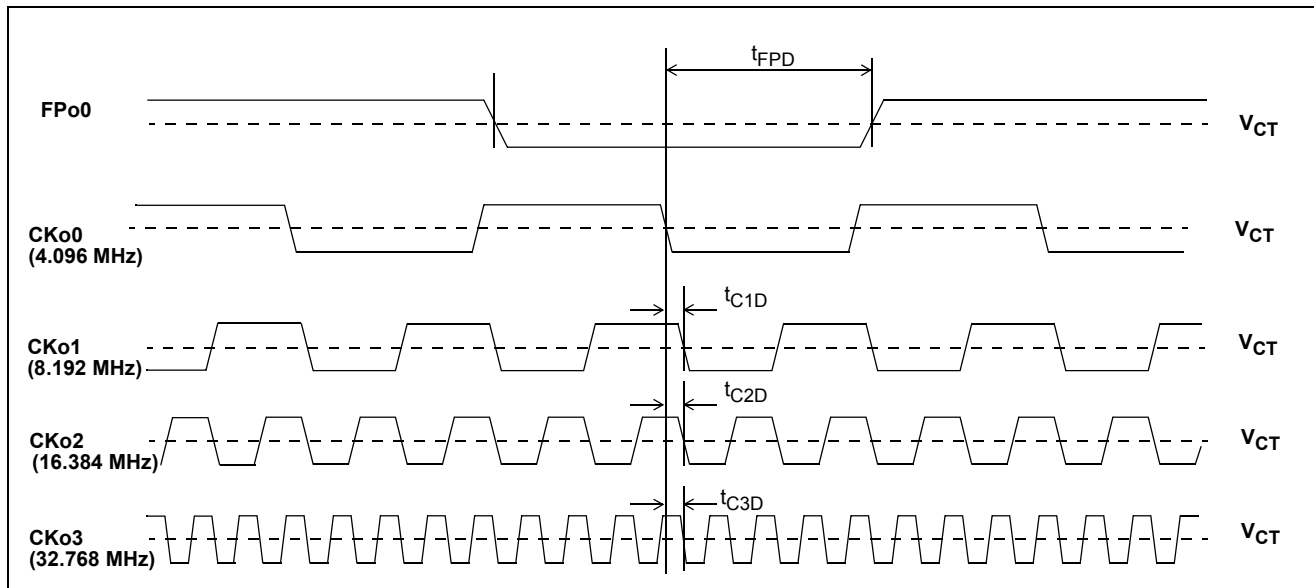 tFPD
FPo0
VCT
CKo0
(4.096 MHz)
VCT
tC1D
CKo1
(8.192 MHz)
VCT
tC2D
CKo2
(16.384 MHz)
VCT
tC3D
CKo3
(32.768 MHz)
VCT